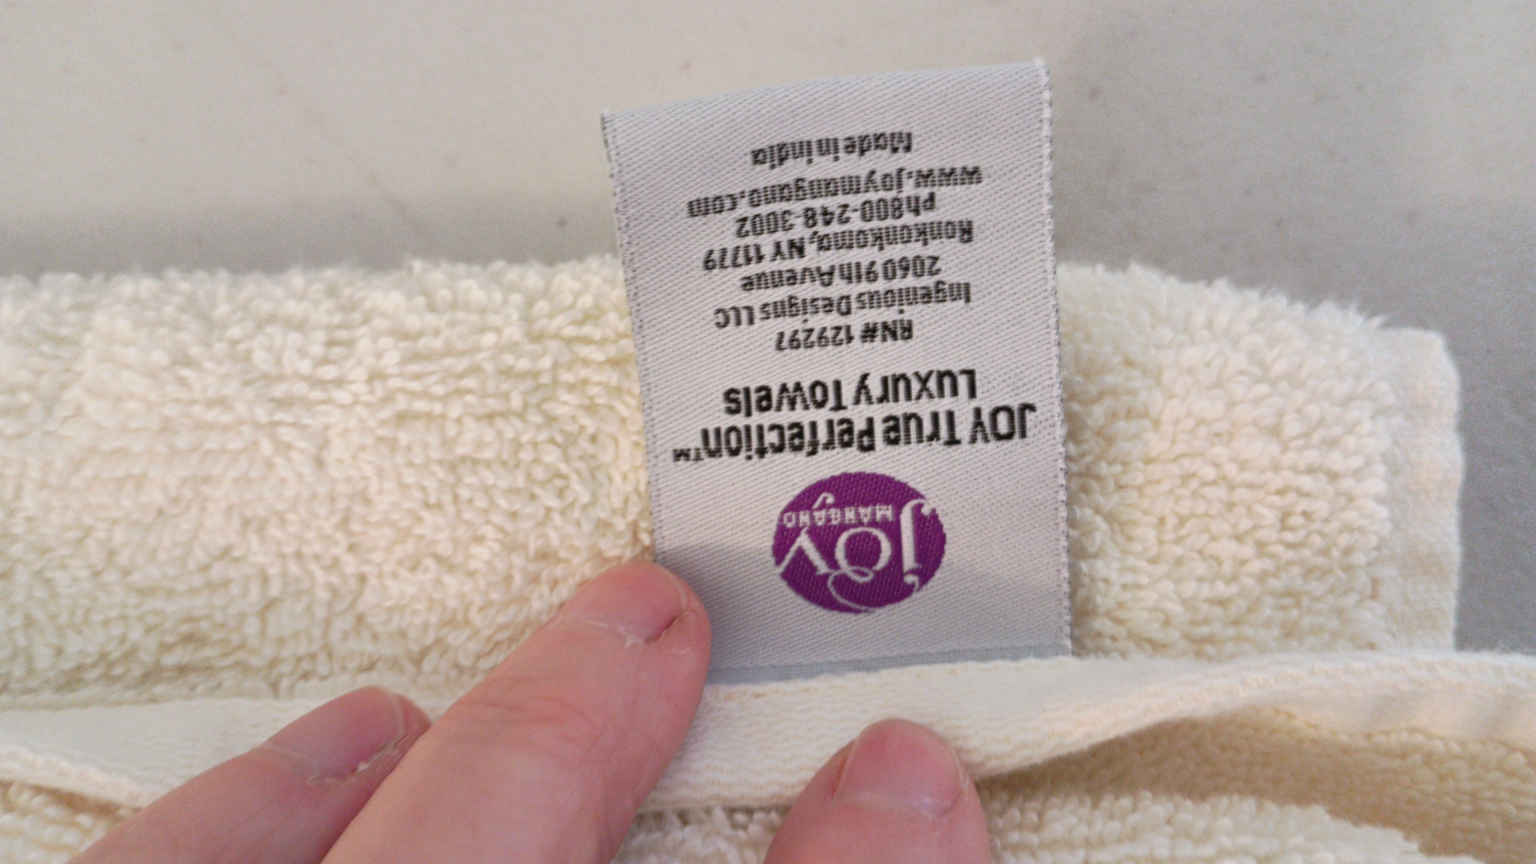 JOY
MANGANO
JOY True Perfection™
Luxury Towels
RN# 129297
Ingenious Designs LLC
2060 9th Avenue
Ronkonkoma, NY 11779
Ph800-248-3002
www.joymangano.com
Made in India